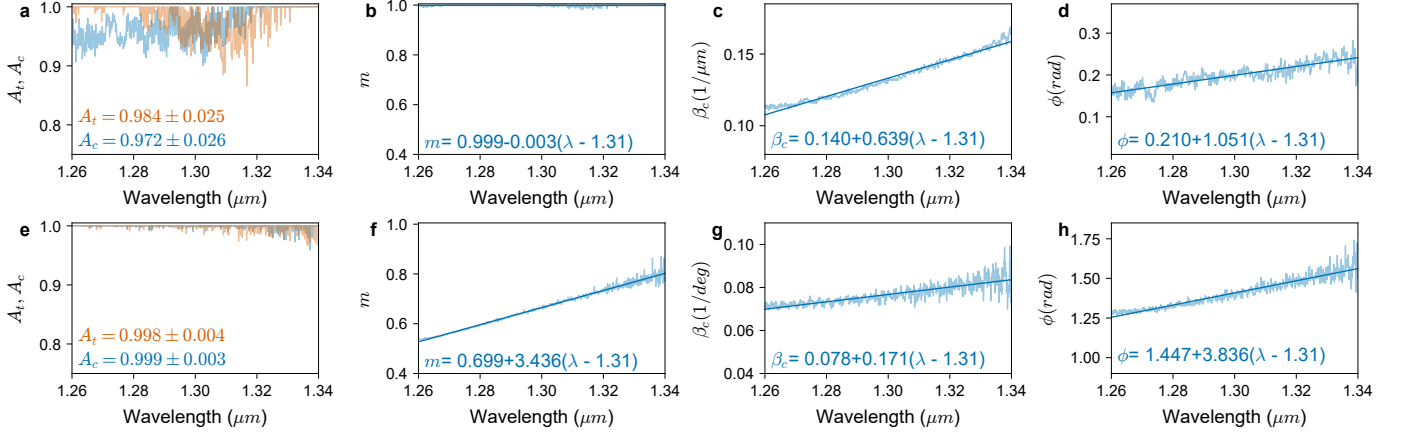 a
1.0
0.9
0.8
A_t, A_c
A_t = 0.984 ± 0.025
A_c = 0.972 ± 0.026
1.26 1.28 1.30 1.32 1.34
Wavelength (μm)
b
1.0
0.8
0.6
0.4
m
m= 0.999-0.003(λ - 1.31)
1.26 1.28 1.30 1.32 1.34
Wavelength (μm)
c
0.15
0.10
β_c(1/μm)
β_c= 0.140+0.639(λ - 1.31)
1.26 1.28 1.30 1.32 1.34
Wavelength (μm)
d
0.3
0.2
0.1
ϕ(rad)
ϕ= 0.210+1.051(λ - 1.31)
1.26 1.28 1.30 1.32 1.34
Wavelength (μm)
e
1.0
0.9
0.8
A_t, A_c
A_t = 0.998 ± 0.004
A_c = 0.999 ± 0.003
1.26 1.28 1.30 1.32 1.34
Wavelength (μm)
f
1.0
0.8
0.6
0.4
m
m= 0.699+3.436(λ - 1.31)
1.26 1.28 1.30 1.32 1.34
Wavelength (μm)
g
0.10
0.08
0.06
0.04
β_c(1/deg)
β_c= 0.078+0.171(λ - 1.31)
1.26 1.28 1.30 1.32 1.34
Wavelength (μm)
h
1.75
1.50
1.25
1.00
ϕ(rad)
ϕ= 1.447+3.836(λ - 1.31)
1.26 1.28 1.30 1.32 1.34
Wavelength (μm)